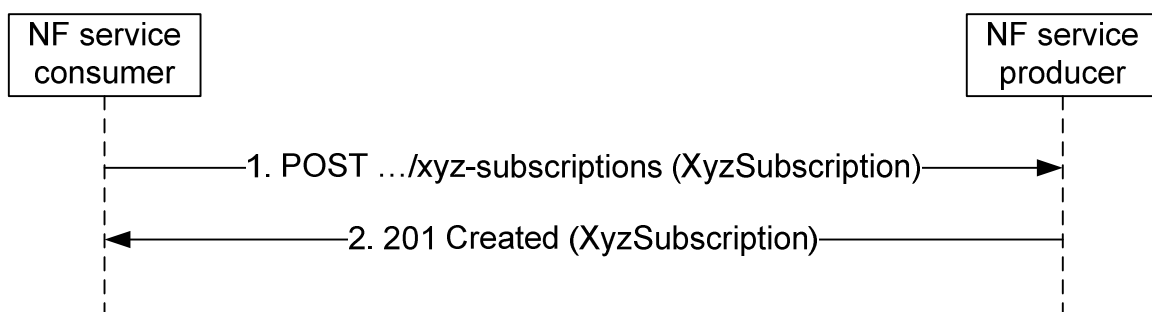 NF service
consumer
NF service
producer
1. POST …/xyz-subscriptions (XyzSubscription)
2. 201 Created (XyzSubscription)